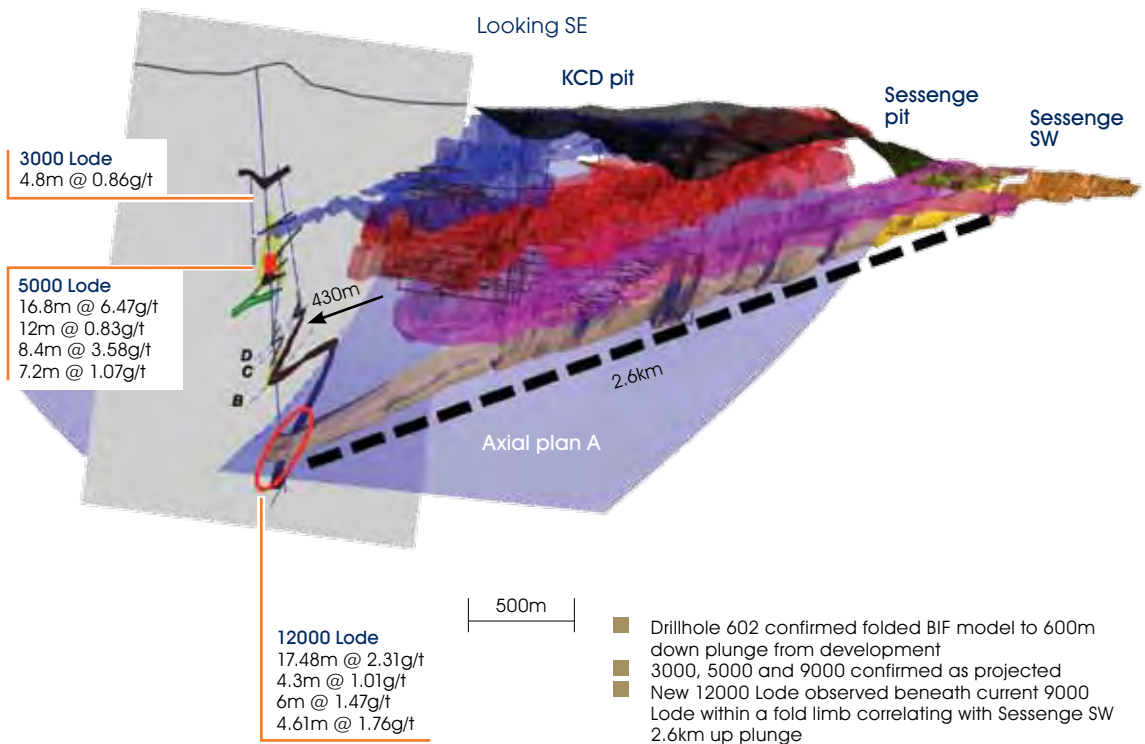 Looking SE
KCD pit
Sessenge
pit
Sessenge
SW
3000 Lode
4.8m @ 0.86g/t
5000 Lode
16.8m @ 6.47g/t
12m @ 0.83g/t
8.4m @ 3.58g/t
7.2m @ 1.07g/t
430m
D
C
B
2.6km
Axial plan A
500m
12000 Lode
17.48m @ 2.31g/t
4.3m @ 1.01g/t
6m @ 1.47g/t
4.61m @ 1.76g/t
Drillhole 602 confirmed folded BIF model to 600m
down plunge from development
3000, 5000 and 9000 confirmed as projected
New 12000 Lode observed beneath current 9000
Lode within a fold limb correlating with Sessenge SW
2.6km up plunge